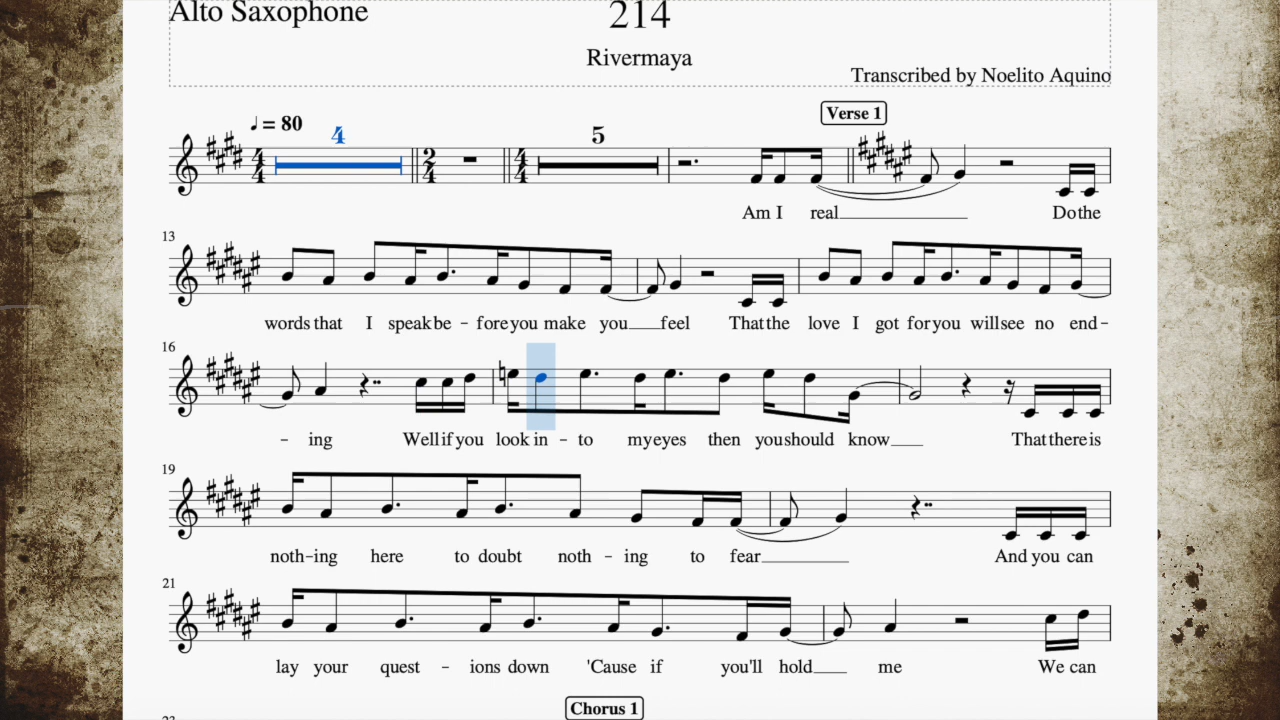 Alto Saxophone
214
Rivermaya
Transcribed by Noelito Aquino
Verse 1
= 80
4
5
Am I real Do the
13
words that I speak be - fore you make you feel That the love I got for you will see no end -
16
- ing Well if you look in - to my eyes then you should know That there is
19
noth - ing here to doubt noth - ing to fear And you can
21
lay your quest - ions down 'Cause if you'll hold me We can
Chorus 1